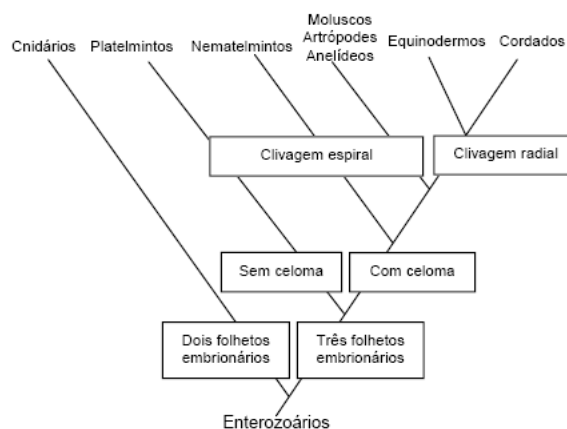 Moluscos
Cnidários Platelmintos Nematelmintos Artrópodes Equinodermos Cordados
Anelídeos
Clivagem espiral Clivagem radial
Sem celoma Com celoma
Dois folhetos Três folhetos
embrionários embrionários
Enterozoários